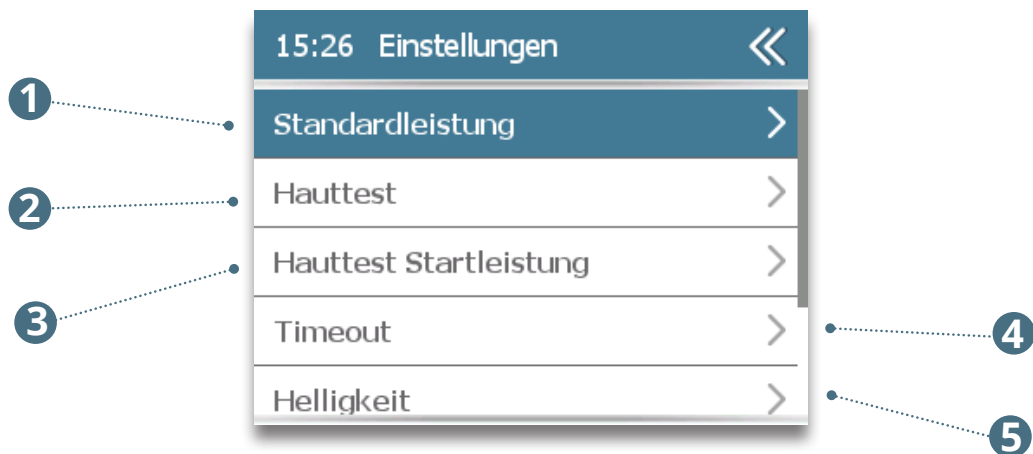 15:26 Einstellungen
1
Standardleistung
2
Hauttest
3
Hauttest Startleistung
Timeout
4
Helligkeit
5